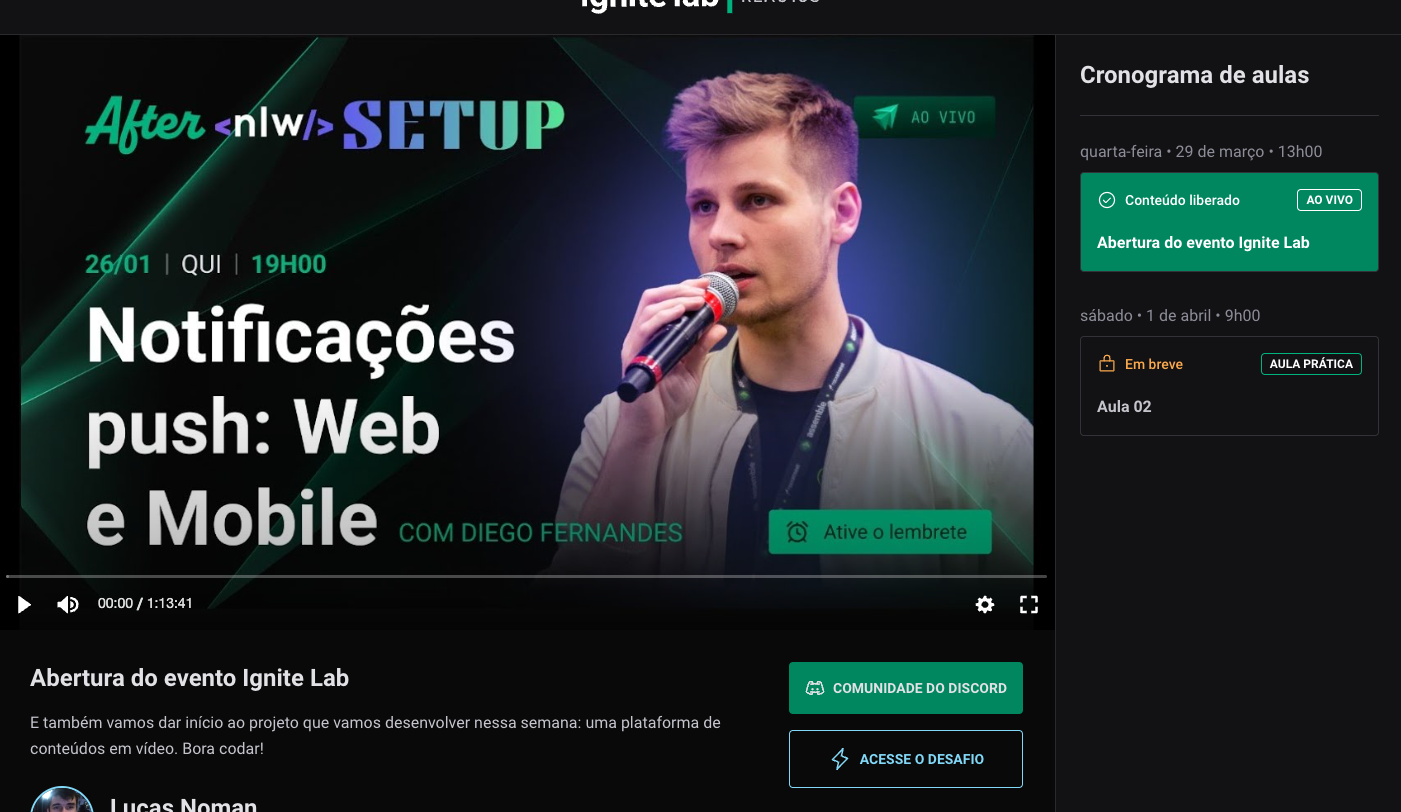 ignite lab
After <nlw/> SETUP
AO VIVO
26/01 | QUI | 19H00
Notificações
push: Web
e Mobile COM DIEGO FERNANDES
Ative o lembrete
assemble
00:00 / 1:13:41
Abertura do evento Ignite Lab
E também vamos dar início ao projeto que vamos desenvolver nessa semana: uma plataforma de
conteúdos em vídeo. Bora codar!
COMUNIDADE DO DISCORD
ACESSE O DESAFIO
Lucas Noman
Cronograma de aulas
quarta-feira • 29 de março • 13h00
Conteúdo liberado AO VIVO
Abertura do evento Ignite Lab
sábado • 1 de abril • 9h00
Em breve AULA PRÁTICA
Aula 02